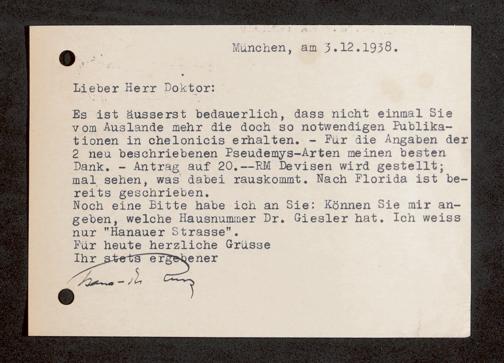 München, am 3.12.1938.
Lieber Herr Doktor:
Es ist äusserst bedauerlich, dass nicht einmal Sie
vom Auslande mehr die doch so notwendigen Publika-
tionen in chelonicis erhalten. - Für die Angaben der
2 neu beschriebenen Pseudemys-Arten meinen besten
Dank. - Antrag auf 20.--RM Devisen wird gestellt;
mal sehen, was dabei rauskommt. Nach Florida ist be-
reits geschrieben.
Noch eine Bitte habe ich an Sie: Können Sie mir an-
geben, welche Hausnummer Dr. Giesler hat. Ich weiss
nur "Hanauer Strasse".
Für heute herzliche Grüsse
Ihr stets ergebener